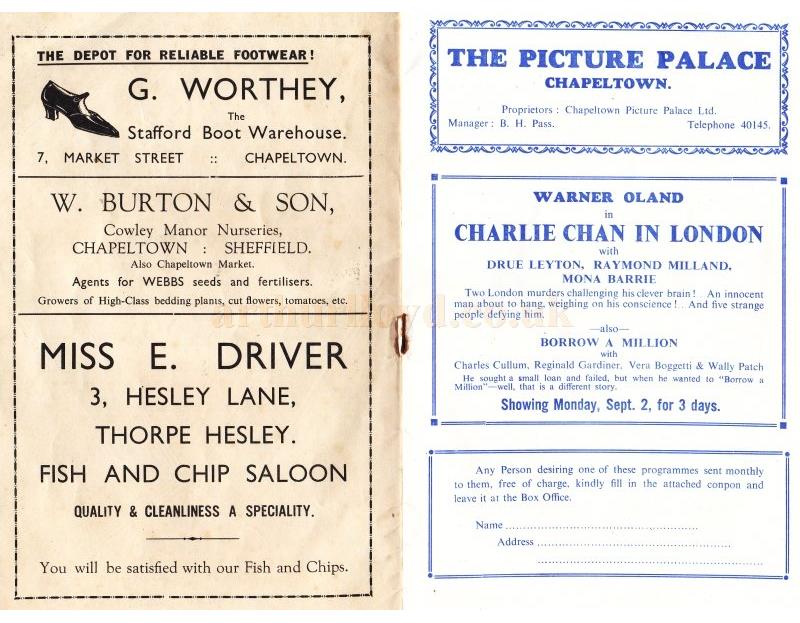 THE DEPOT FOR RELIABLE FOOTWEAR!
G. WORTHEY,
The
Stafford Boot Warehouse.
7, MARKET STREET :: CHAPELTOWN.
W. BURTON & SON,
Cowley Manor Nurseries,
CHAPELTOWN : SHEFFIELD.
Also Chapeltown Market.
Agents for WEBBS seeds and fertilisers.
Growers of High-Class bedding plants, cut flowers, tomatoes, etc.
MISS E. DRIVER
3, HESLEY LANE,
THORPE HESLEY.
FISH AND CHIP SALOON
QUALITY & CLEANLINESS A SPECIALITY.
You will be satisfied with our Fish and Chips.
THE PICTURE PALACE
CHAPELTOWN.
Proprietors : Chapeltown Picture Palace Ltd.
Manager : B. H. Pass. Telephone 40145.
WARNER OLAND
in
CHARLIE CHAN IN LONDON
with
DRUE LEYTON, RAYMOND MILLAND,
MONA BARRIE
Two London murders challenging his clever brain! An innocent
man about to hang, weighing on his conscience! And five strange
people defying him.
—also—
BORROW A MILLION
with
Charles Cullum, Reginald Gardiner, Vera Boggetti & Wally Patch
He sought a small loan and failed, but when he wanted to "Borrow a
Million"—well, that is a different story.
Showing Monday, Sept. 2, for 3 days.
Any Person desiring one of these programmes sent monthly
to them, free of charge, kindly fill in the attached conpon and
leave it at the Box Office.
Name
Address
arthurlloyd.co.uk